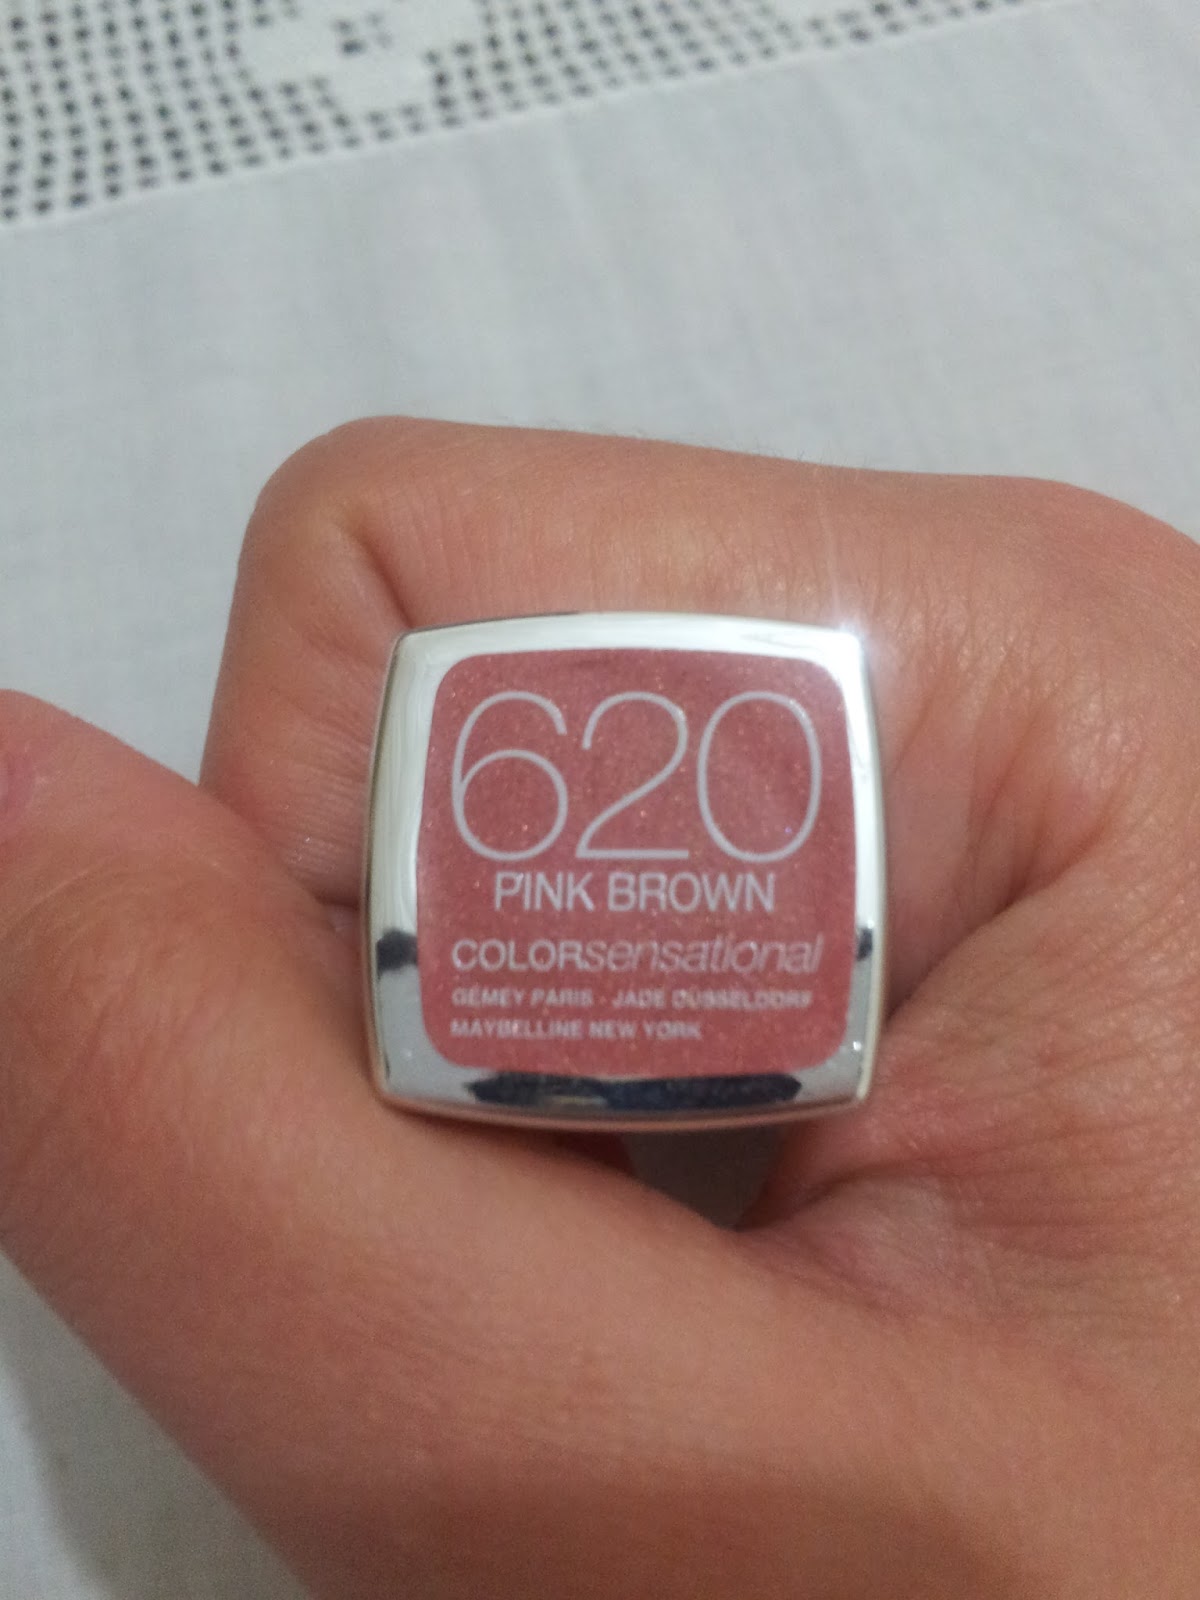 620
PINK BROWN
COLORsensational
GEMEY PARIS - JADE DÜSSELDORF
MAYBELLINE NEW YORK